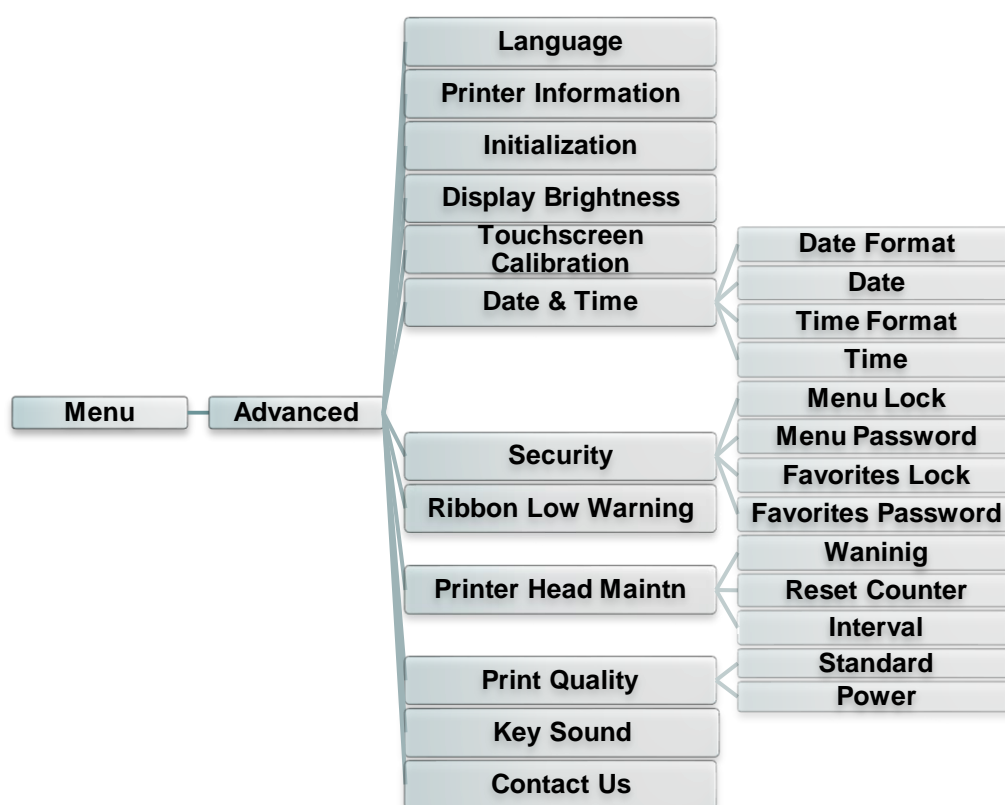 Menu
Advanced
Language
Printer Information
Initialization
Display Brightness
Touchscreen
Calibration
Date & Time
Date Format
Date
Time Format
Time
Security
Menu Lock
Menu Password
Favorites Lock
Favorites Password
Ribbon Low Warning
Printer Head Maintn
Waninig
Reset Counter
Interval
Print Quality
Standard
Power
Key Sound
Contact Us